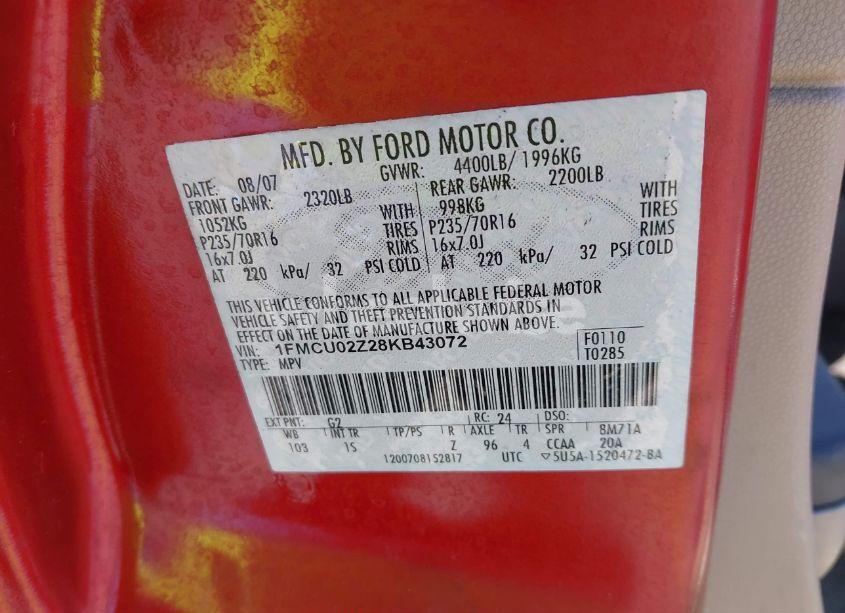 MFD. BY FORD MOTOR CO.
DATE: 08/07 GVWR: 4400LB/ 1996KG
FRONT GAWR: 2320LB REAR GAWR: 2200LB
1052KG WITH 998KG WITH
P235/70R16 TIRES P235/70R16 TIRES
16x7.0J RIMS 16x7.0J RIMS
AT 220 kPa/ 32 PSI COLD AT 220 kPa/ 32 PSI COLD
THIS VEHICLE CONFORMS TO ALL APPLICABLE FEDERAL MOTOR
VEHICLE SAFETY AND THEFT PREVENTION STANDARDS IN
EFFECT ON THE DATE OF MANUFACTURE SHOWN ABOVE.
VIN: 1FMCU02Z28KB43072 F0110
TYPE: MPV T0285
EXT PNT: G2 RC: 24 DSO:
WB INT TR TP/PS R AXLE TR SPR 8M71A
103 1S Z 96 4 CCAA 20A
1200708152817 UTC ▽5U5A-1520472-BA